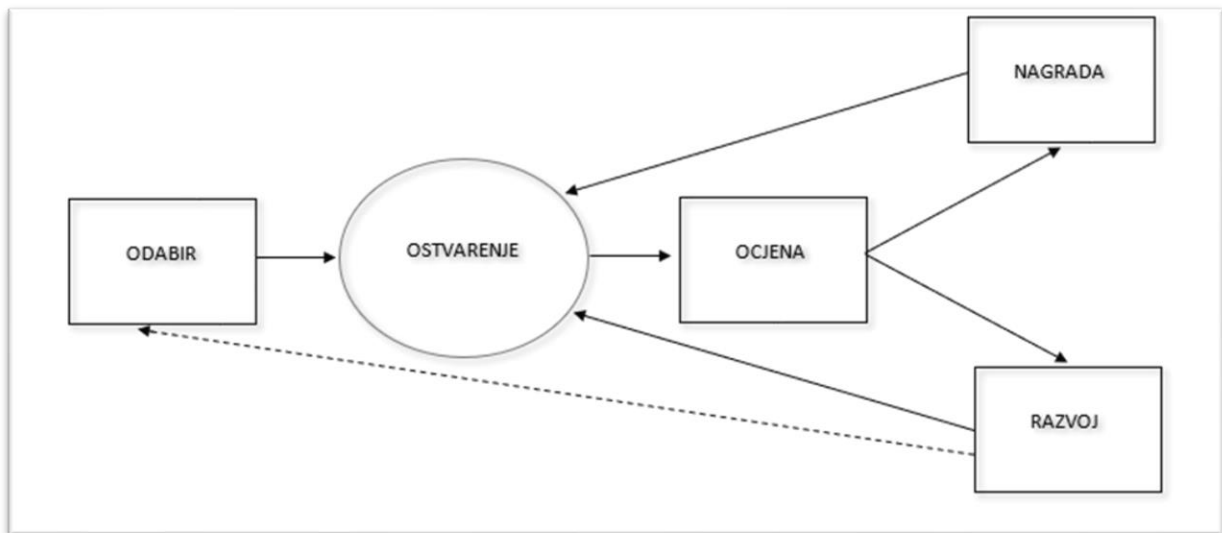 NAGRADA
ODABIR
OSTVARENJE
OCJENA
RAZVOJ